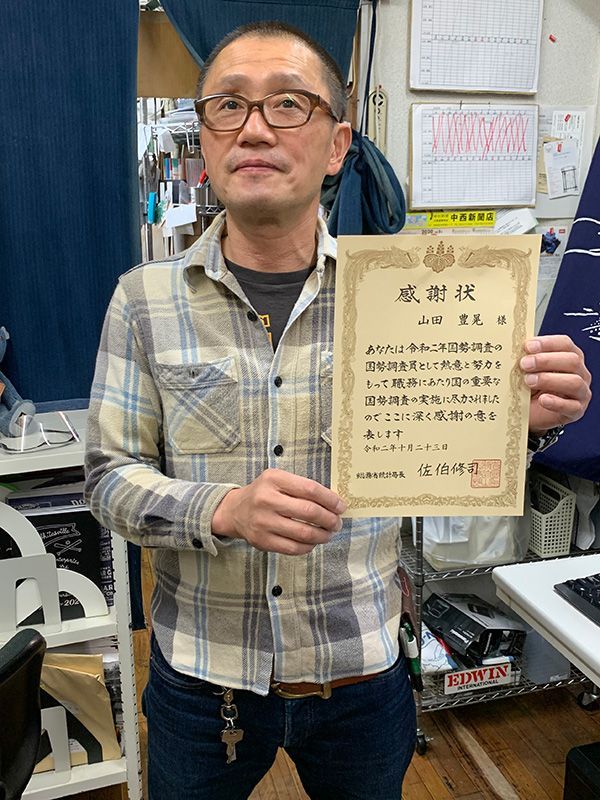 中西新聞店
感謝状
山田 豊晃 様
あなたは令和二年国勢調査の
国勢調査員として熱意と努力を
もって職務にあたり国の重要な
国勢調査の実施に尽力されました
のでここに深く感謝の意を
表します
令和二年十月二十三日
総務省統計局長 佐伯修司
EDWIN
INTERNATIONAL